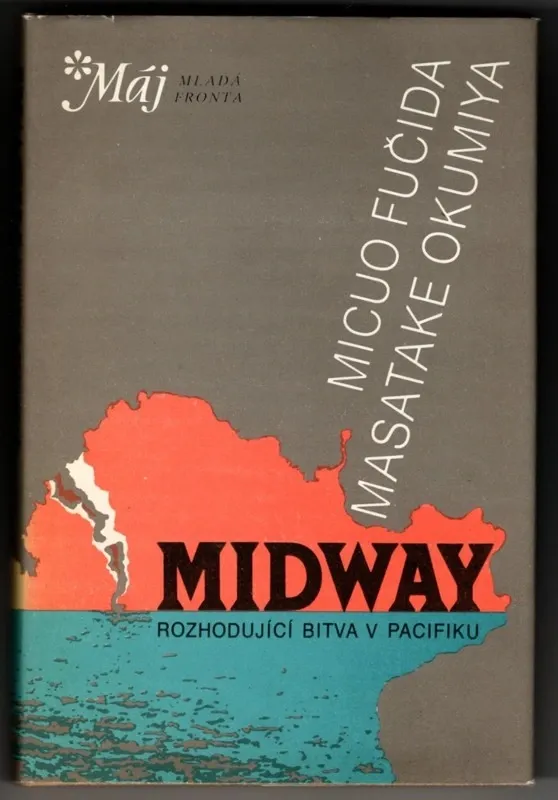 *Máj MLADÁ
FRONTA
MICUO FUČIDA
MASATAKE OKUMIYA
MIDWAY
ROZHODUJÍCÍ BITVA V PACIFIKU